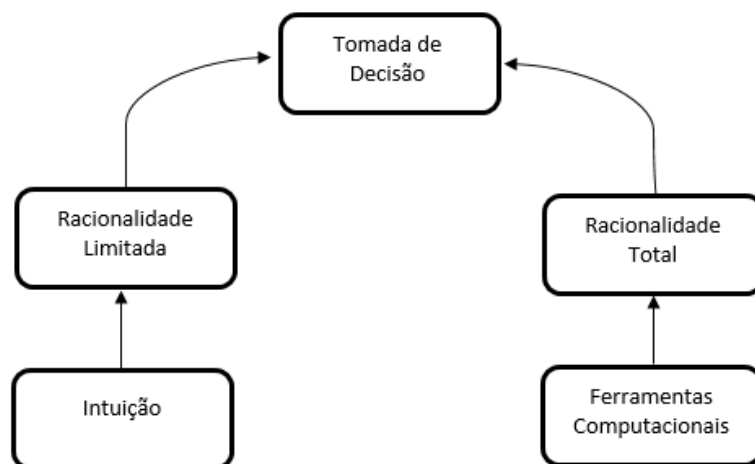 Tomada de
Decisão
Racionalidade
Limitada
Racionalidade
Total
Intuição
Ferramentas
Computacionais